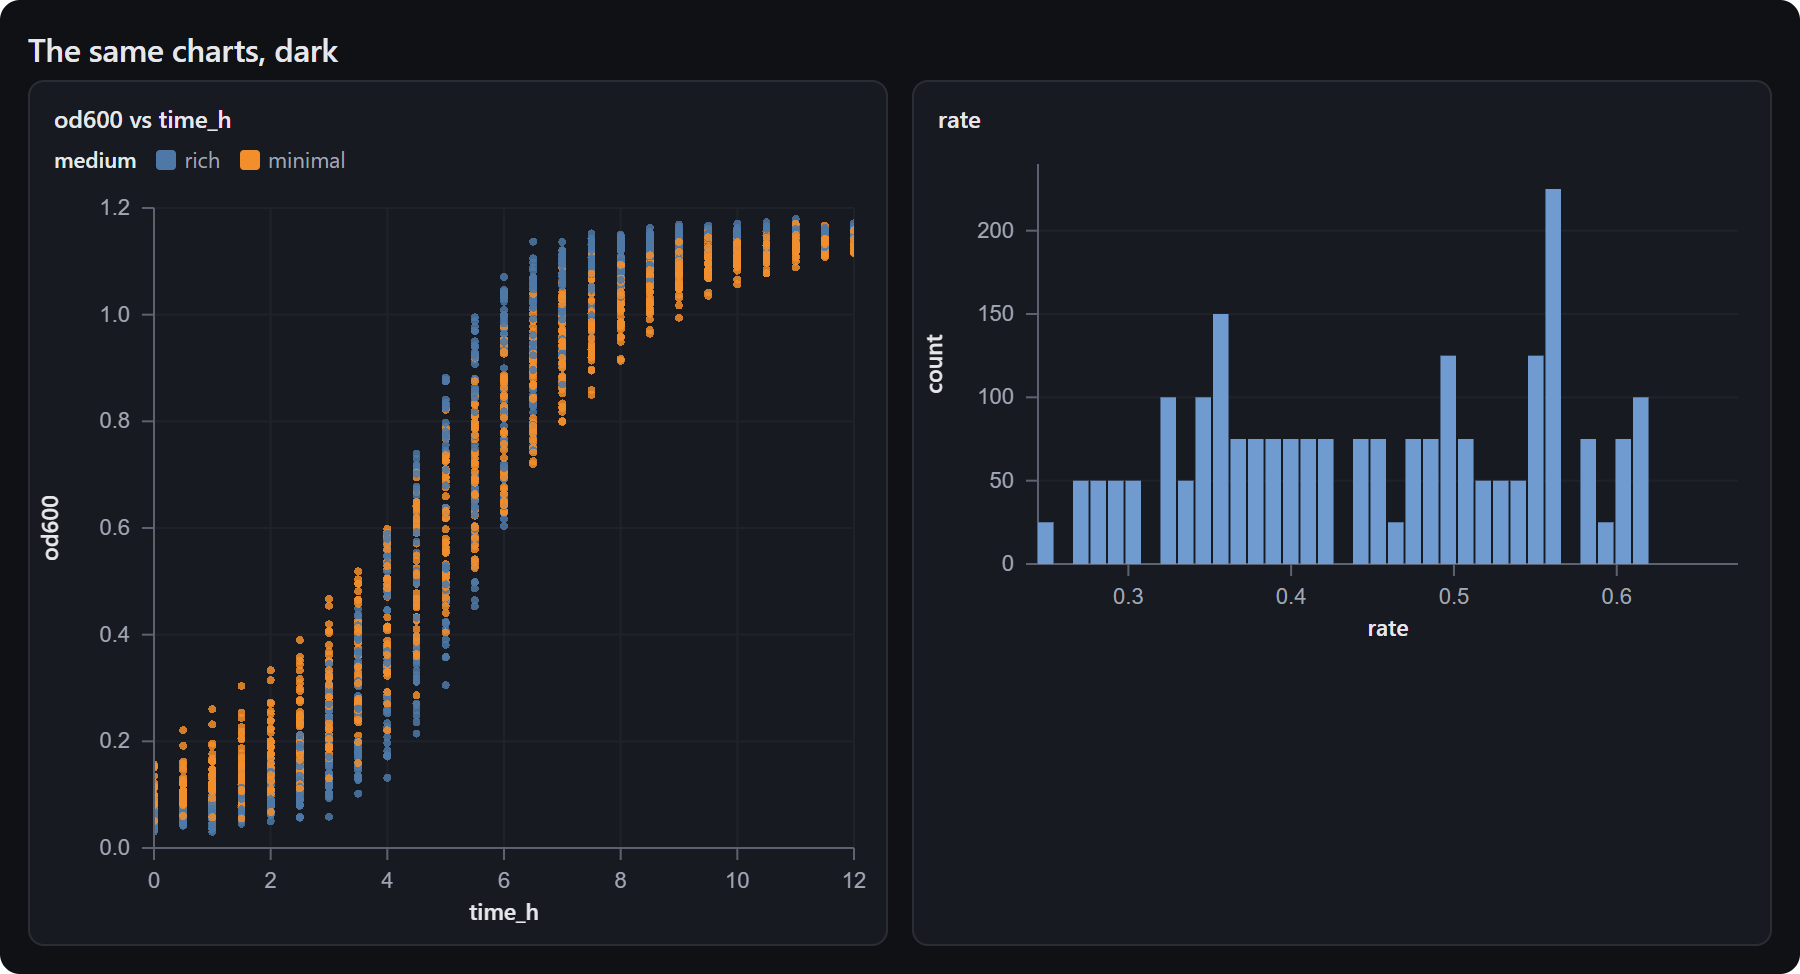 The same charts, dark
od600 vs time_h
medium rich minimal
1.2
1.0
0.8
0.6
0.4
0.2
0.0
od600
0 2 4 6 8 10 12
time_h
rate
200
150
100
50
0
count
0.3 0.4 0.5 0.6
rate